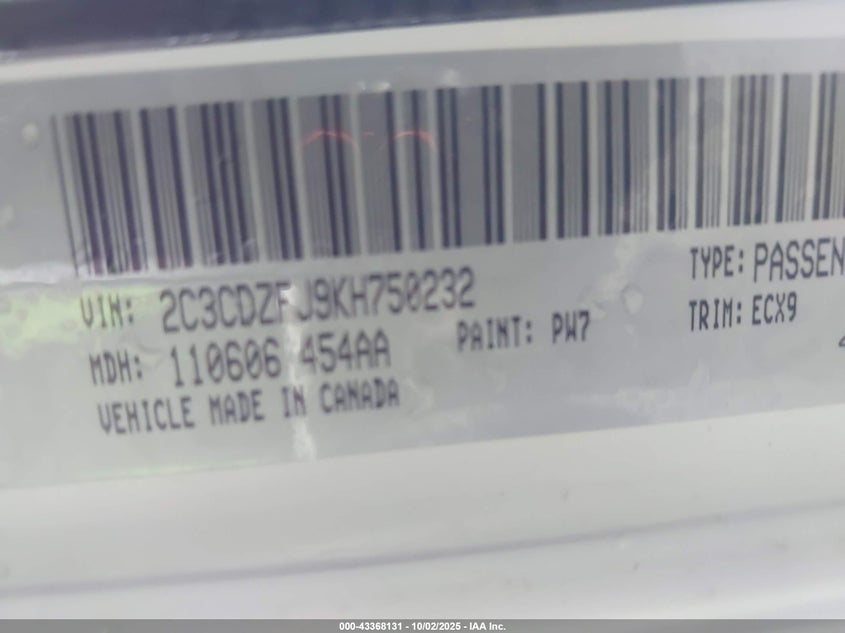 VIN: 2C3CDZFJ9KH750232
TYPE: PASSEN
MDH: 110606 454AA
PAINT: PW7
TRIM: ECX9
VEHICLE MADE IN CANADA
000-43368131 - 10/02/2025 - IAA Inc.